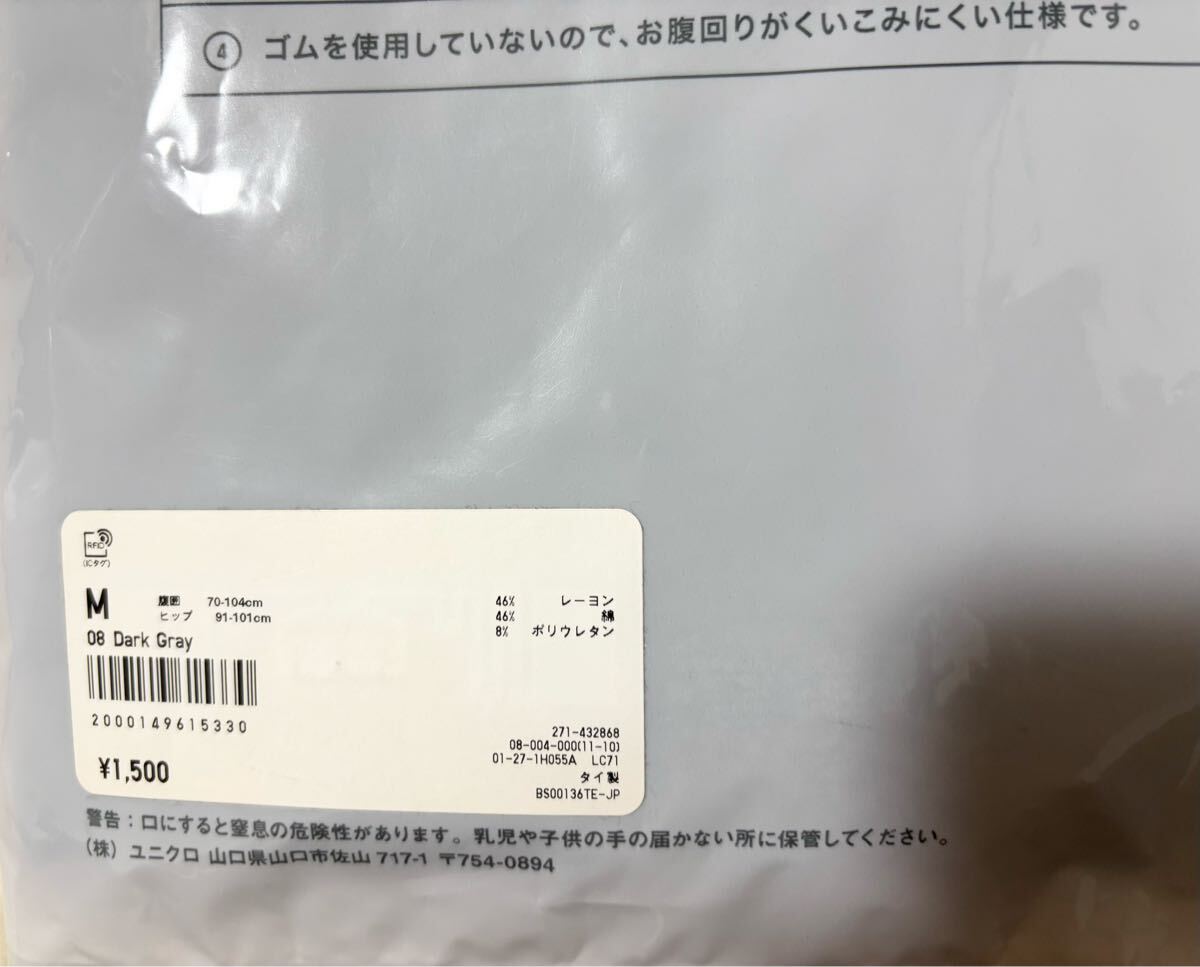 ④ ゴムを使用していないので、お腹回りがくいこみにくい仕様です。
RFID
(ICタグ)
M 腹囲 70-104cm
ヒップ 91-101cm
08 Dark Gray
46% レーヨン
46% 綿
8% ポリウレタン
2000149615330
¥1,500
271-432868
08-004-000(11-10)
01-27-1H055A LC71
タイ製
BS00136TE-JP
警告：口にすると窒息の危険性があります。乳児や子供の手の届かない所に保管してください。
(株) ユニクロ 山口県山口市佐山 717-1 〒754-0894